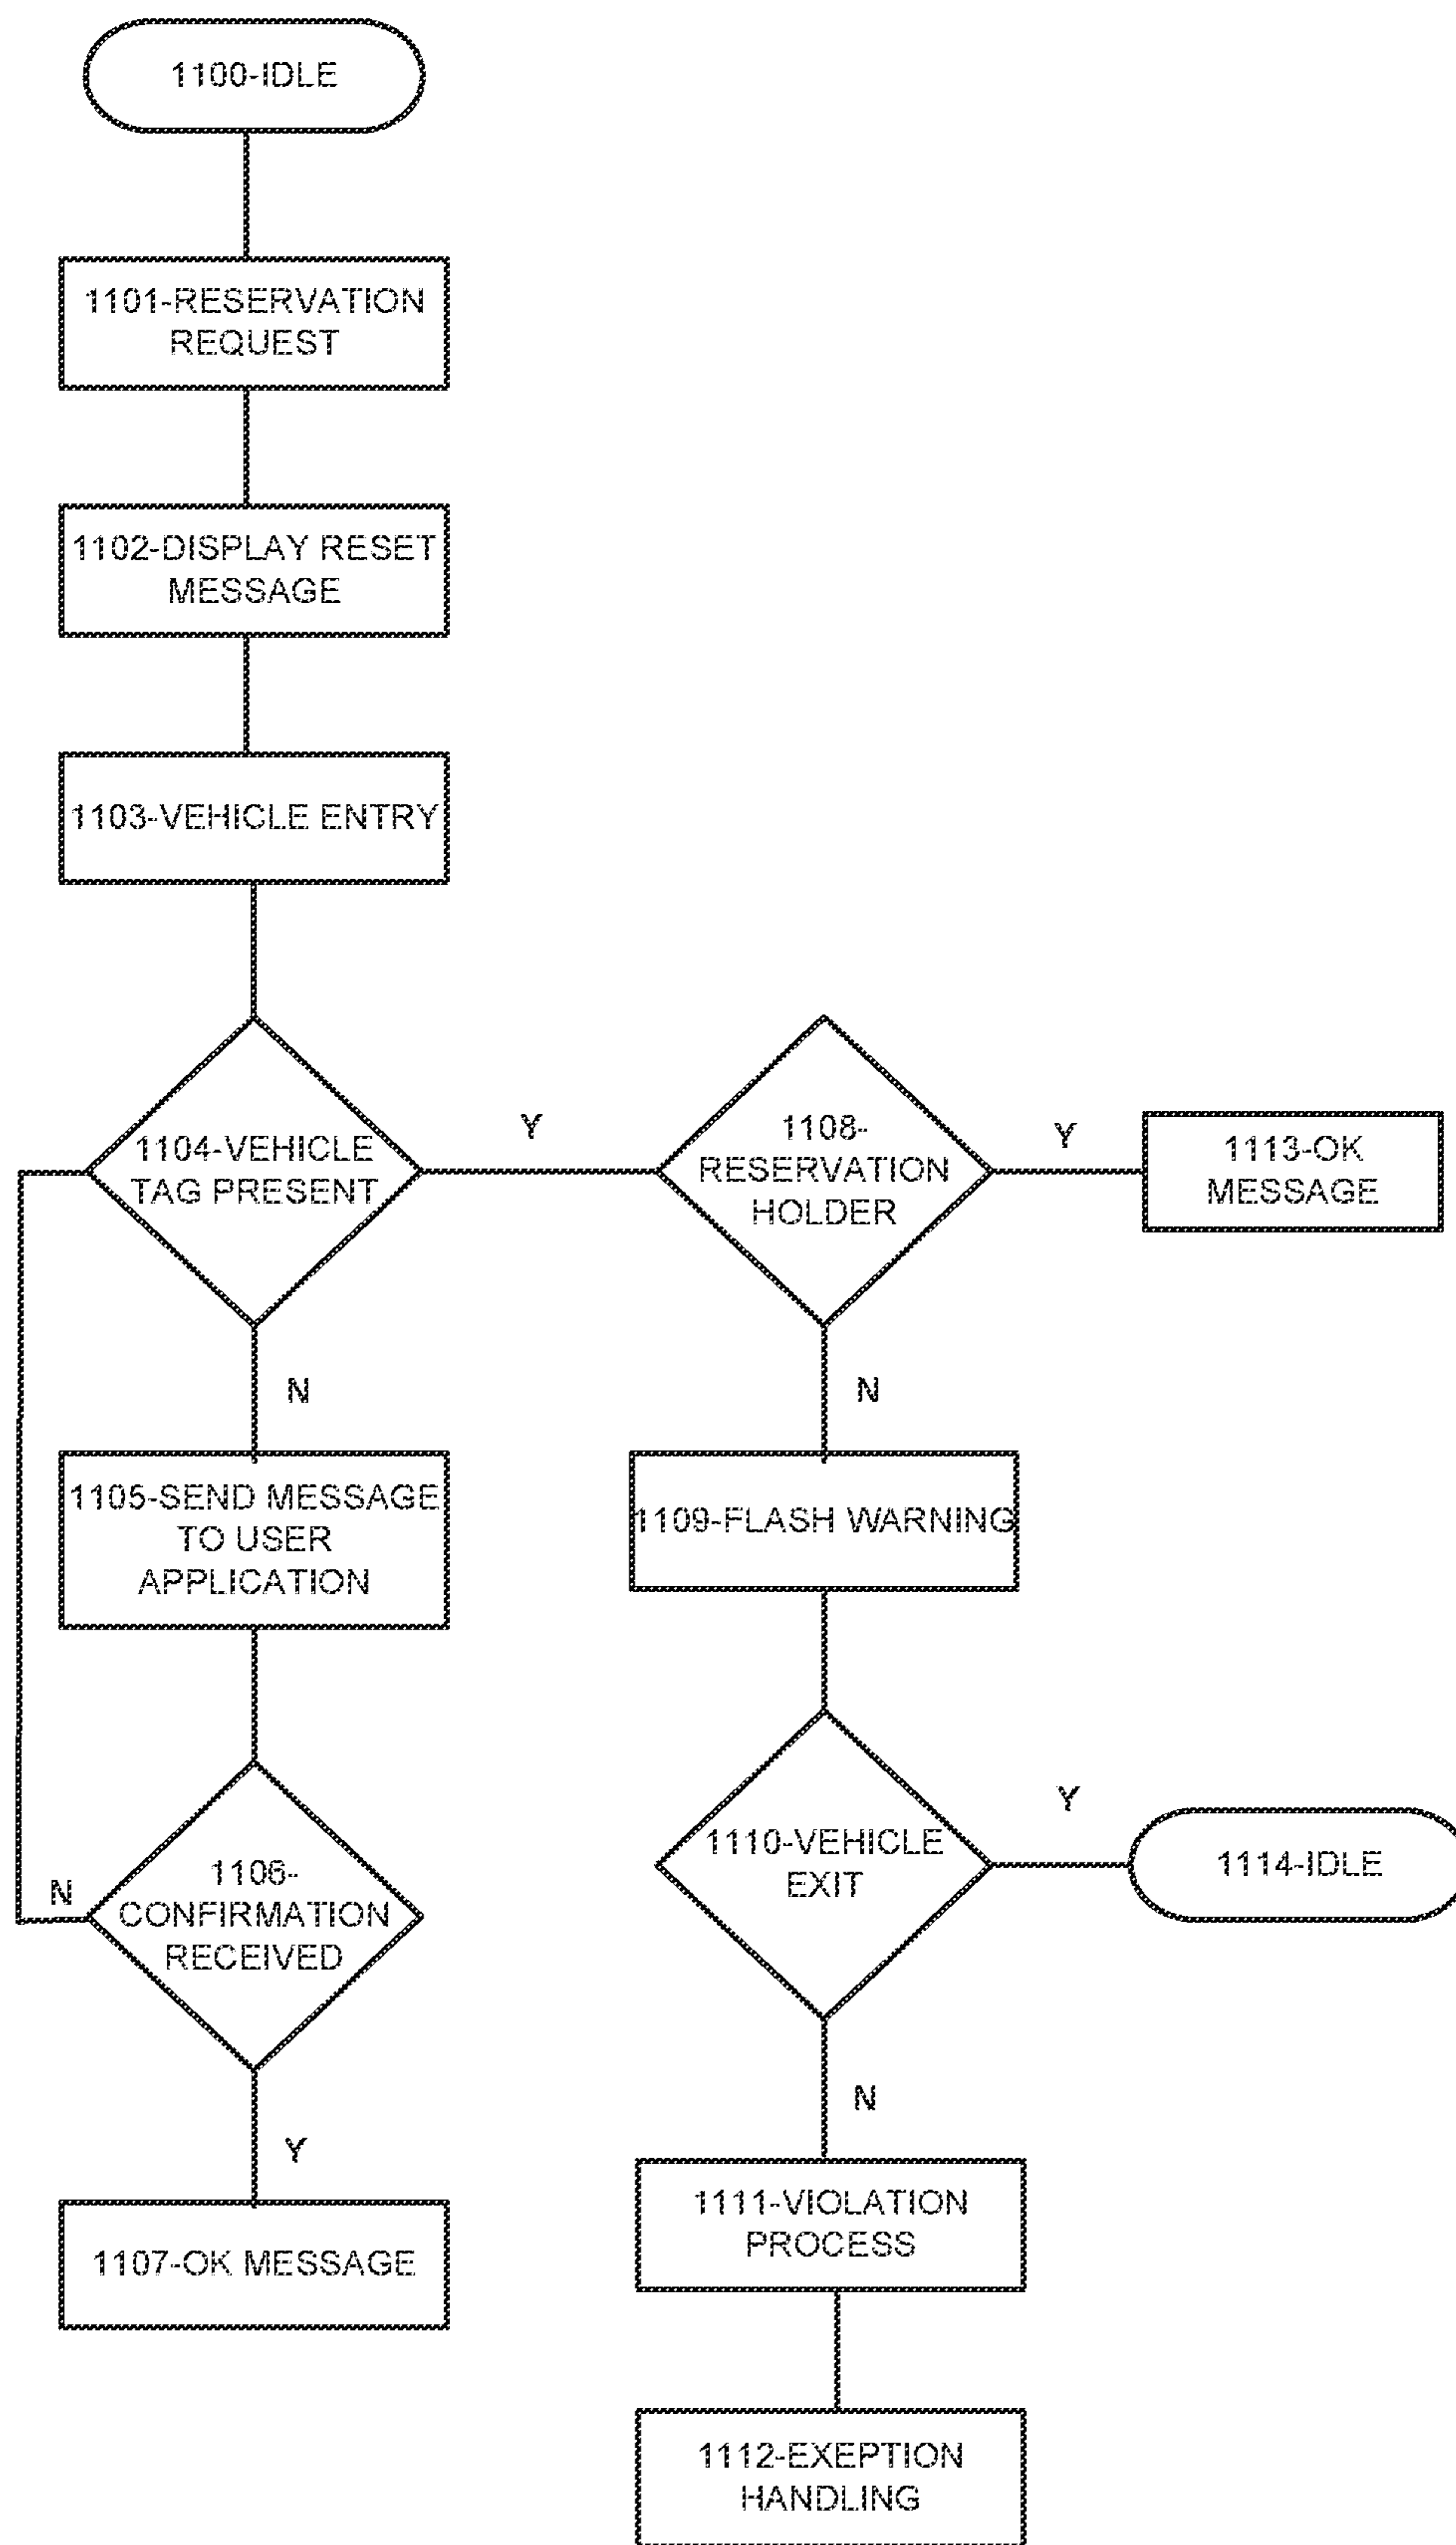 1100-IDLE
1101-RESERVATION
REQUEST
1102-DISPLAY RESET
MESSAGE
1103-VEHICLE ENTRY
1104-VEHICLE
TAG PRESENT
Y
1108-
RESERVATION
HOLDER
Y
1113-OK
MESSAGE
N
N
1105-SEND MESSAGE
TO USER
APPLICATION
1109-FLASH WARNING
1106-
CONFIRMATION
RECEIVED
N
1110-VEHICLE
EXIT
Y
1114-IDLE
Y
N
1107-OK MESSAGE
1111-VIOLATION
PROCESS
1112-EXEPTION
HANDLING